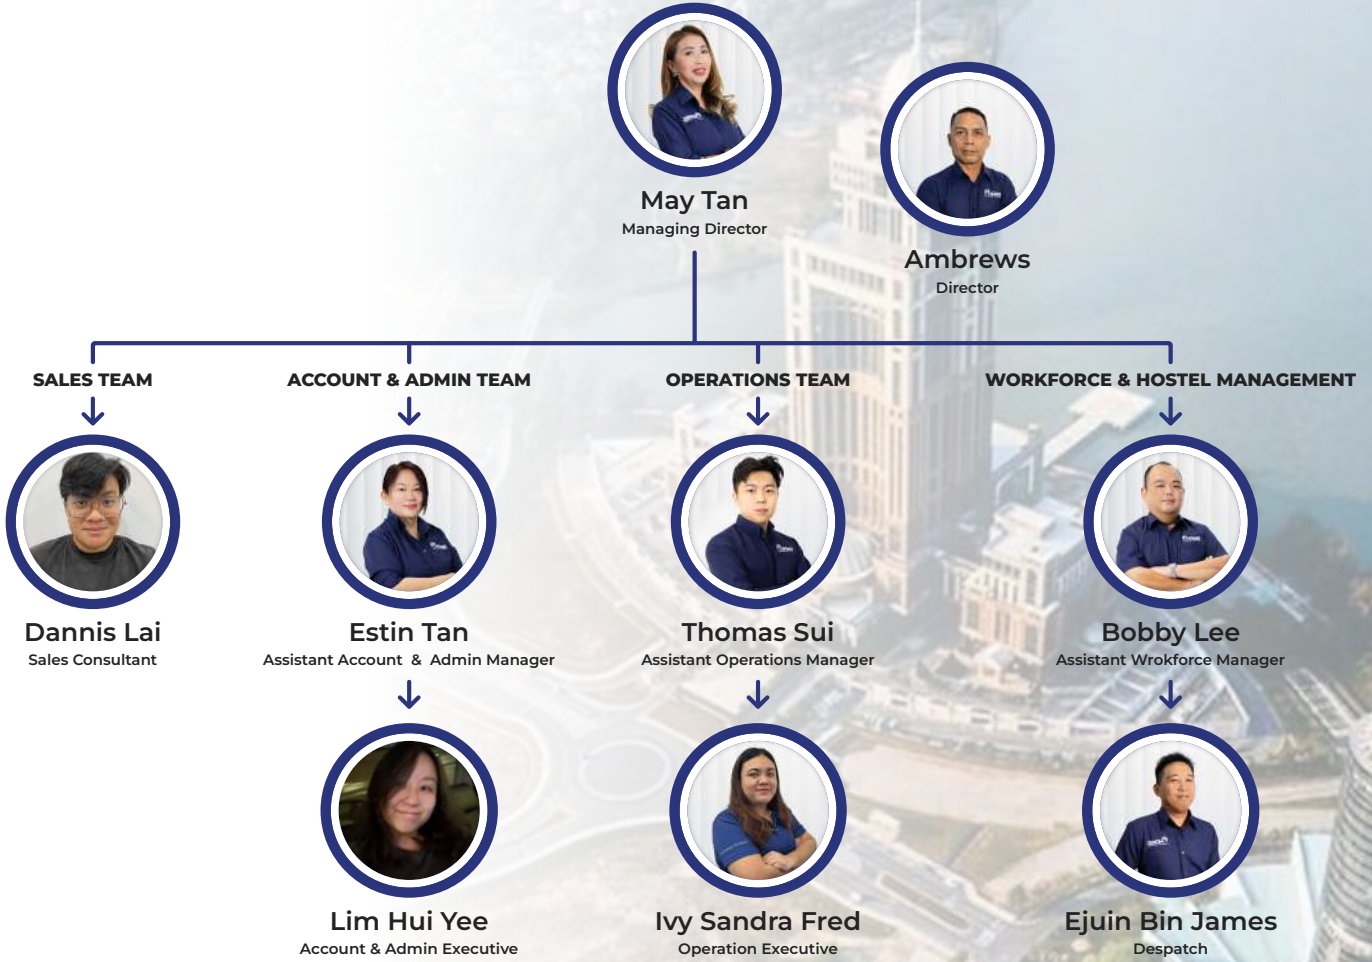 May Tan
Managing Director
Ambrews
Director
SALES TEAM
ACCOUNT & ADMIN TEAM
OPERATIONS TEAM
WORKFORCE & HOSTEL MANAGEMENT
Dannis Lai
Sales Consultant
Estin Tan
Assistant Account & Admin Manager
Thomas Sui
Assistant Operations Manager
Bobby Lee
Assistant Wrokforce Manager
Lim Hui Yee
Account & Admin Executive
Ivy Sandra Fred
Operation Executive
Ejuin Bin James
Despatch